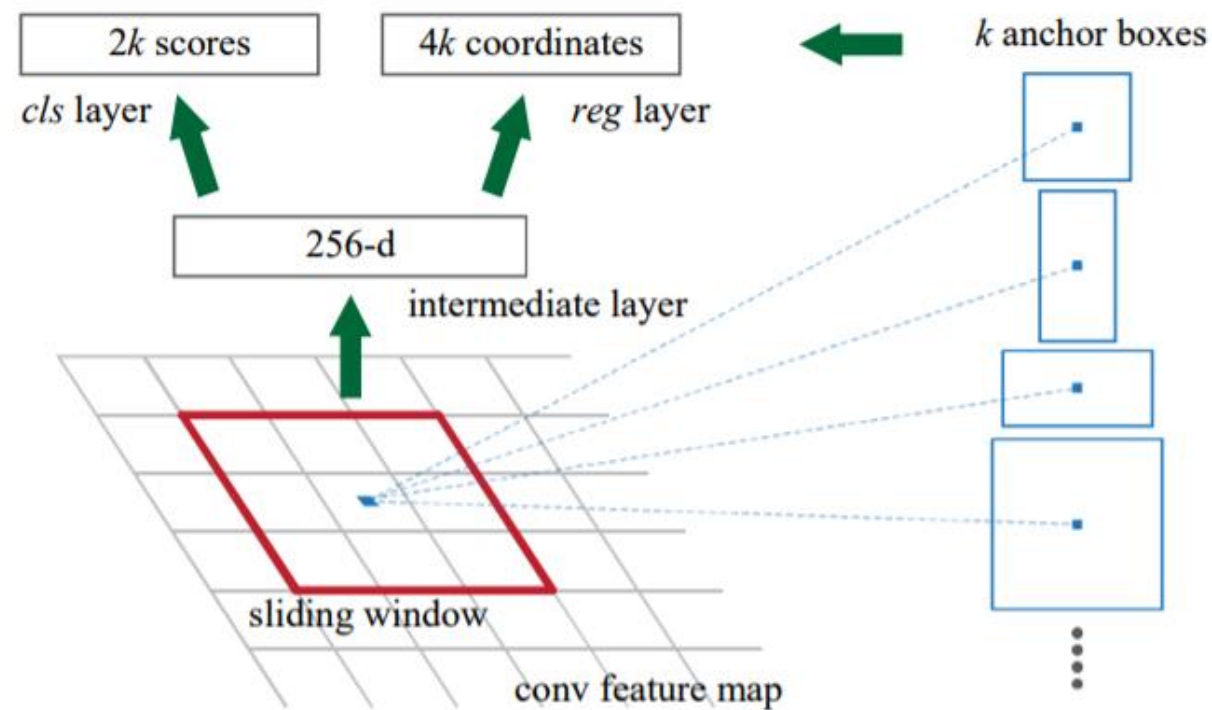 2k scores
4k coordinates
k anchor boxes
cls layer
reg layer
256-d
intermediate layer
sliding window
conv feature map